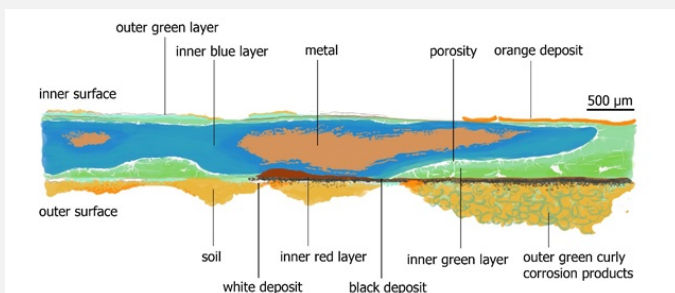 outer green layer
inner blue layer
metal
porosity
orange deposit
inner surface
500 µm
outer surface
soil
inner red layer
inner green layer
outer green curly
corrosion products
white deposit
black deposit